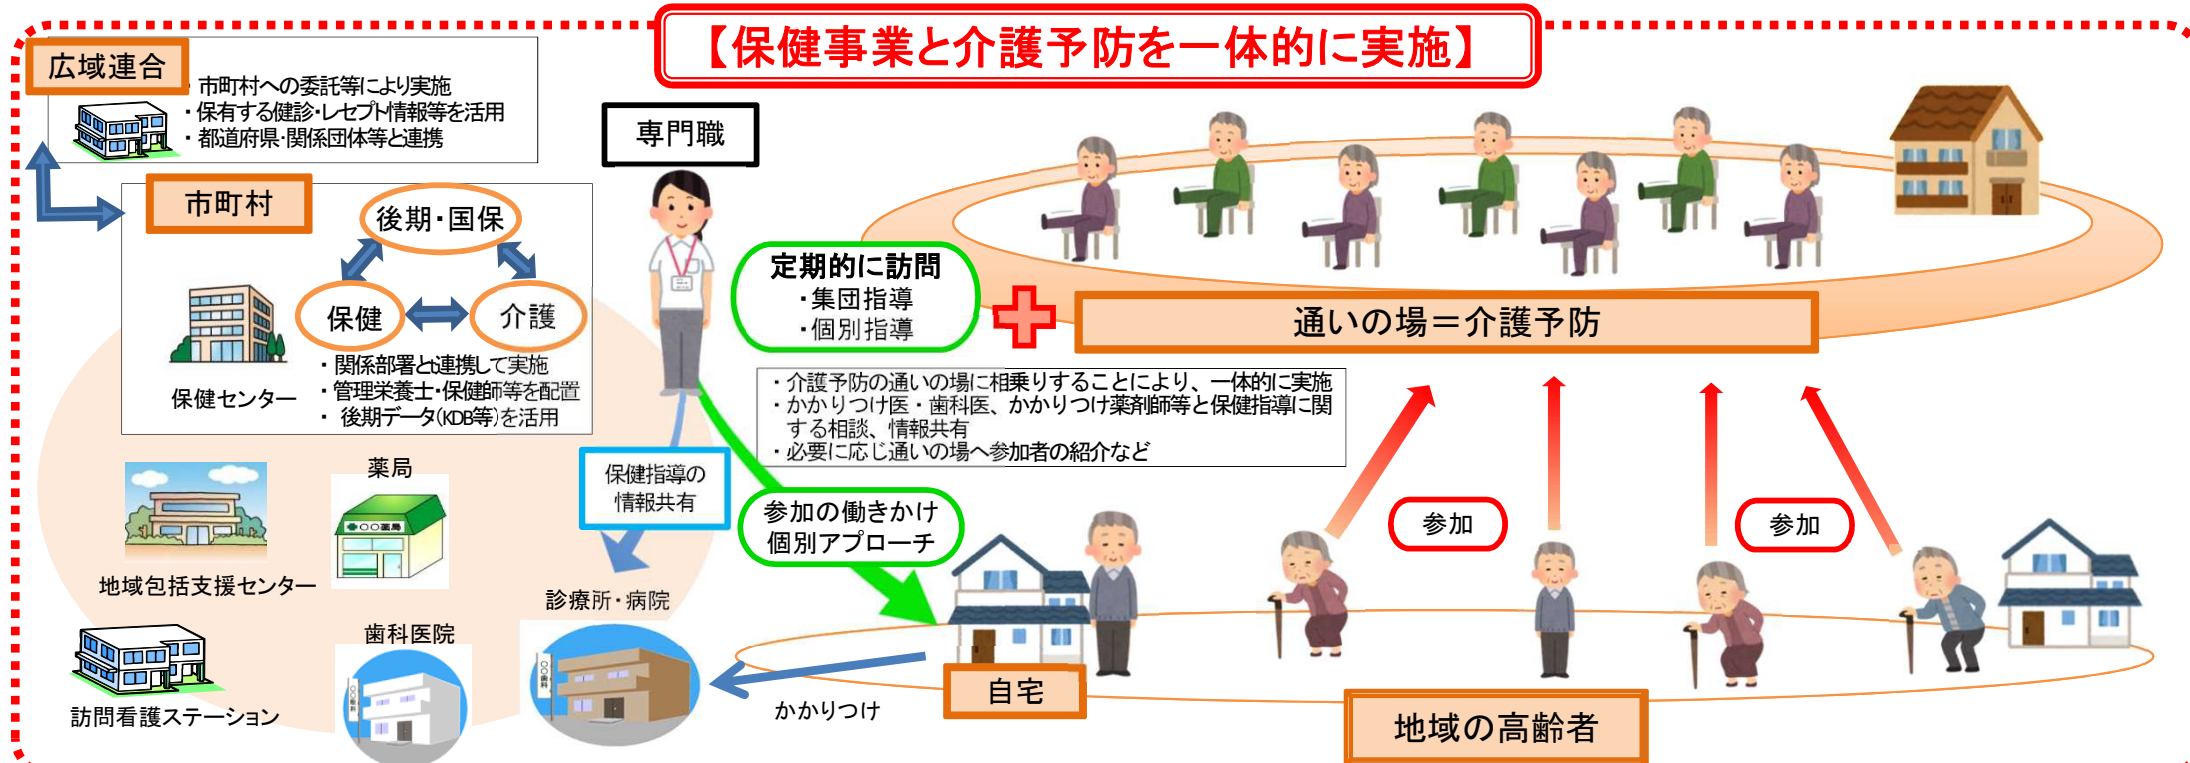 【保健事業と介護予防を一体的に実施】
広域連合
・ 市町村への委託等により実施
・保有する健診・レセプト情報等を活用
・都道府県・関係団体等と連携
市町村
後期・国保
保健
介護
保健センター
・関係部署と連携して実施
・管理栄養士・保健師等を配置
・ 後期データ(KDB等)を活用
専門職
定期的に訪問
・集団指導
・個別指導
通いの場＝介護予防
・介護予防の通いの場に相乗りすることにより、一体的に実施
・かかりつけ医・歯科医、かかりつけ薬剤師等と保健指導に関
する相談、情報共有
・必要に応じ通いの場へ参加者の紹介など
保健指導の
情報共有
参加の働きかけ
個別アプローチ
参加
参加
薬局
〇〇薬局
地域包括支援センター
診療所・病院
〇〇歯科
歯科医院
〇〇歯科
訪問看護ステーション
かかりつけ
自宅
地域の高齢者